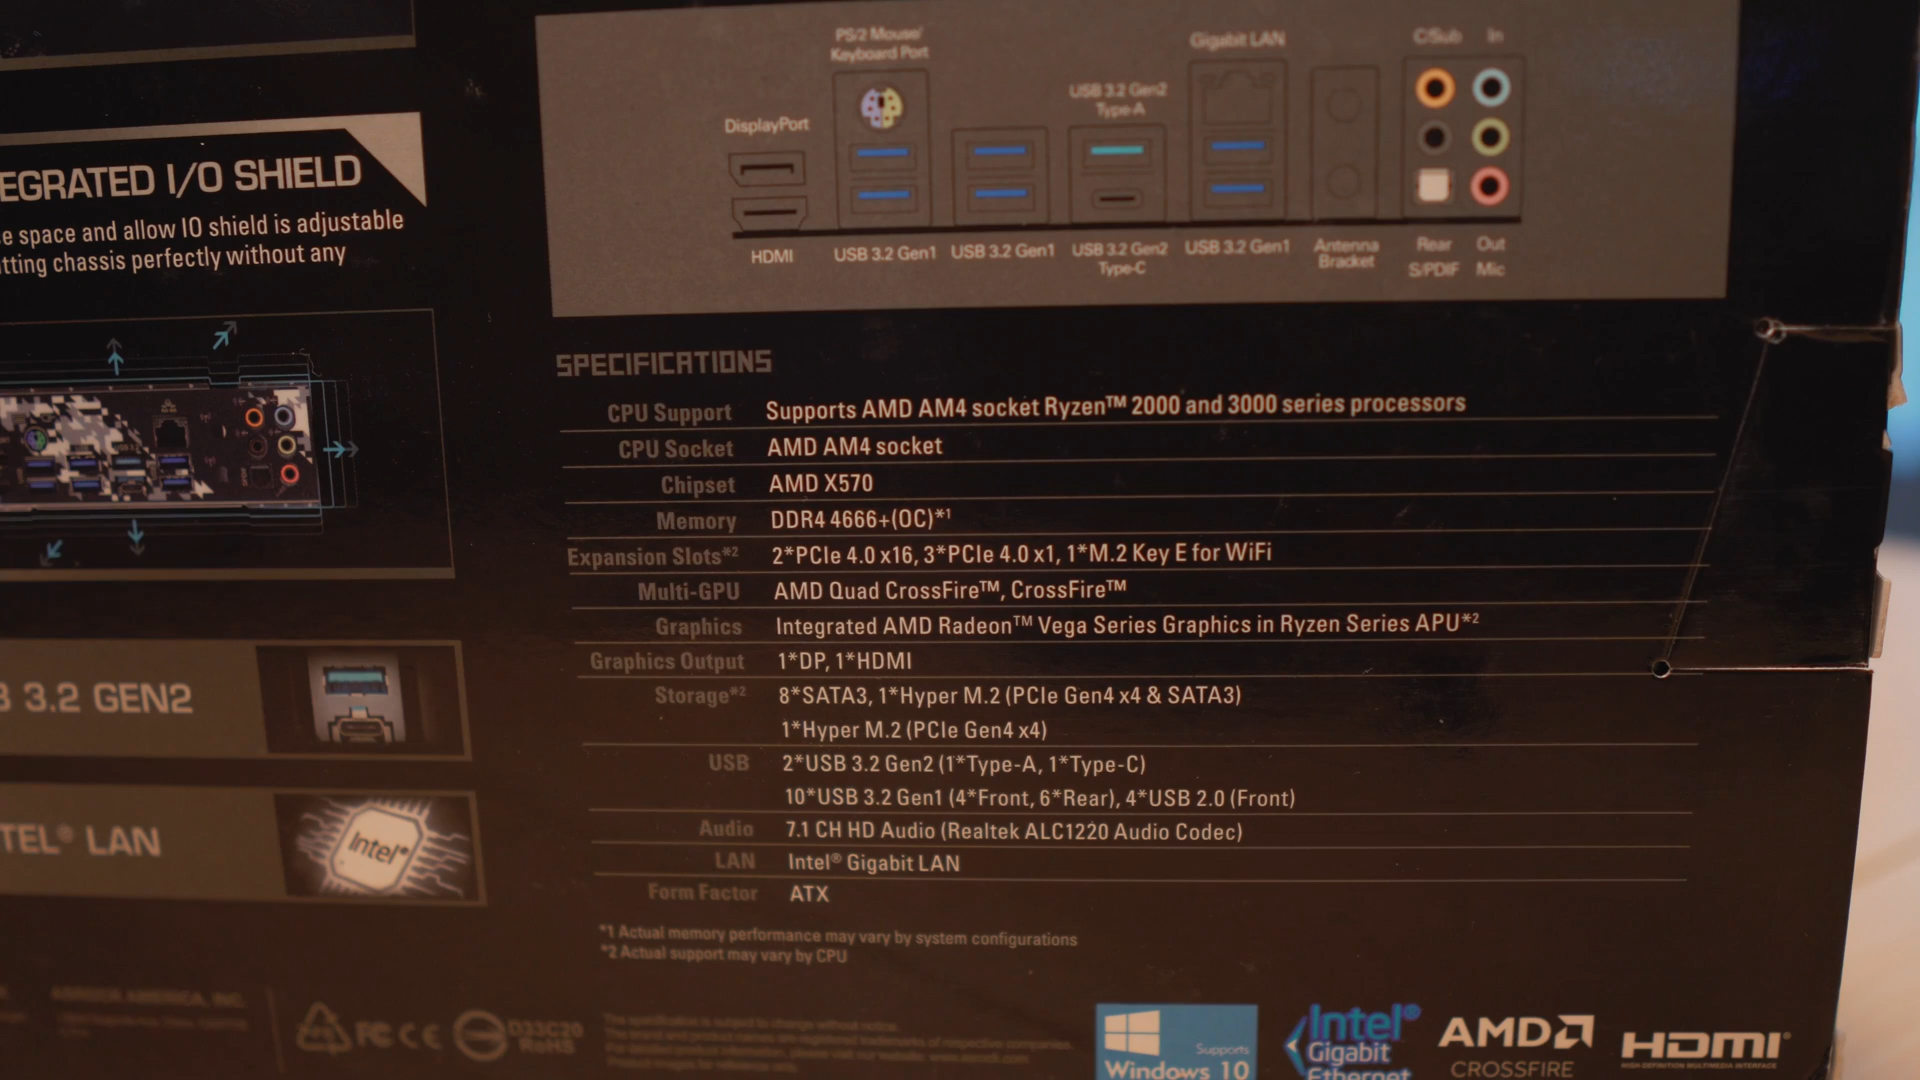 EGRATED I/O SHIELD
e space and allow IO shield is adjustable
tting chassis perfectly without any
B 3.2 GEN2
TEL® LAN
Intel®
PS/2 Mouse/
Keyboard Port
Gigabit LAN
C/Sub In
USB 3.2 Gen2
Type-A
DisplayPort
HDMI
USB 3.2 Gen1
USB 3.2 Gen1
USB 3.2 Gen2
Type-C
USB 3.2 Gen1
Antenna
Bracket
Rear Out
S/PDIF Mic
SPECIFICATIONS
CPU Support Supports AMD AM4 socket Ryzen™ 2000 and 3000 series processors
CPU Socket AMD AM4 socket
Chipset AMD X570
Memory DDR4 4666+(OC)*1
Expansion Slots*2 2*PCIe 4.0 x16, 3*PCIe 4.0 x1, 1*M.2 Key E for WiFi
Multi-GPU AMD Quad CrossFire™, CrossFire™
Graphics Integrated AMD Radeon™ Vega Series Graphics in Ryzen Series APU*2
Graphics Output 1*DP, 1*HDMI
Storage*2 8*SATA3, 1*Hyper M.2 (PCIe Gen4 x4 & SATA3)
1*Hyper M.2 (PCIe Gen4 x4)
USB 2*USB 3.2 Gen2 (1*Type-A, 1*Type-C)
10*USB 3.2 Gen1 (4*Front, 6*Rear), 4*USB 2.0 (Front)
Audio 7.1 CH HD Audio (Realtek ALC1220 Audio Codec)
LAN Intel® Gigabit LAN
Form Factor ATX
*1 Actual memory performance may vary by system configurations
*2 Actual support may vary by CPU
ASROCK AMERICA, INC.
FC CE
D33C20
RoHS
Supports
Windows 10
Intel®
Gigabit
Ethernet
AMD
CROSSFIRE
HDMI®
HIGH-DEFINITION MULTIMEDIA INTERFACE